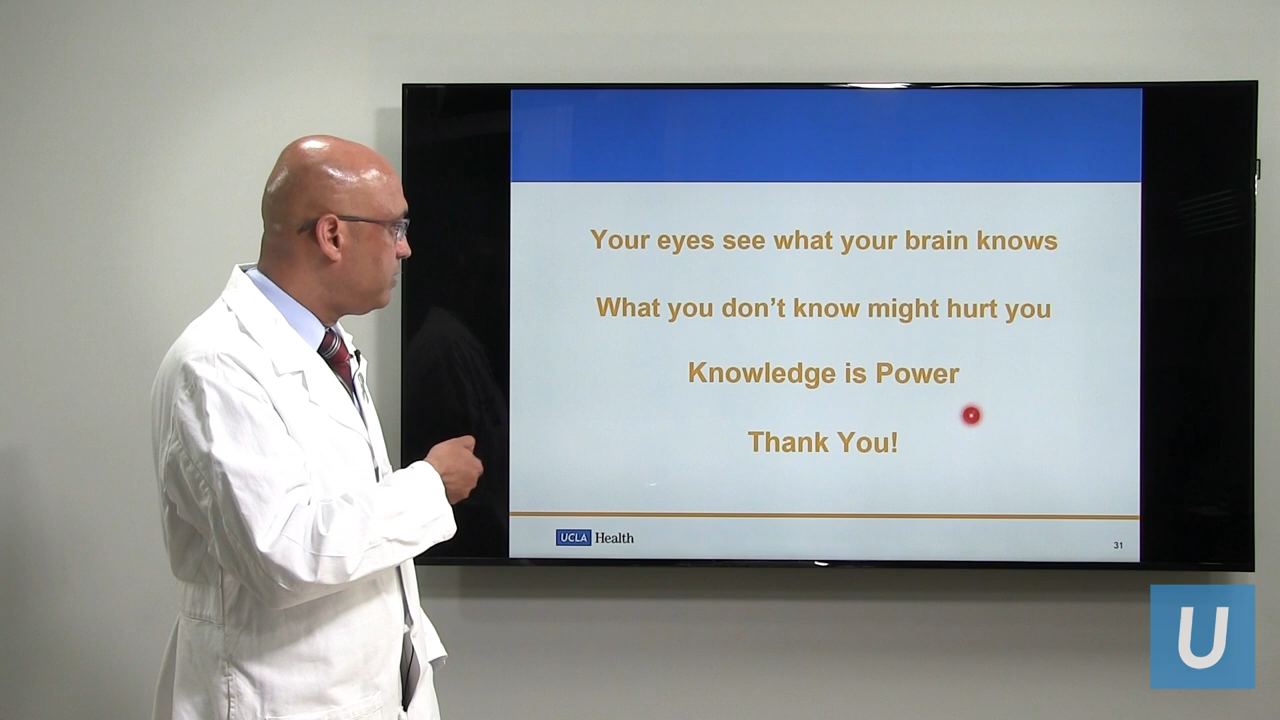 Your eyes see what your brain knows
What you don’t know might hurt you
Knowledge is Power
Thank You!
UCLA Health
31
U